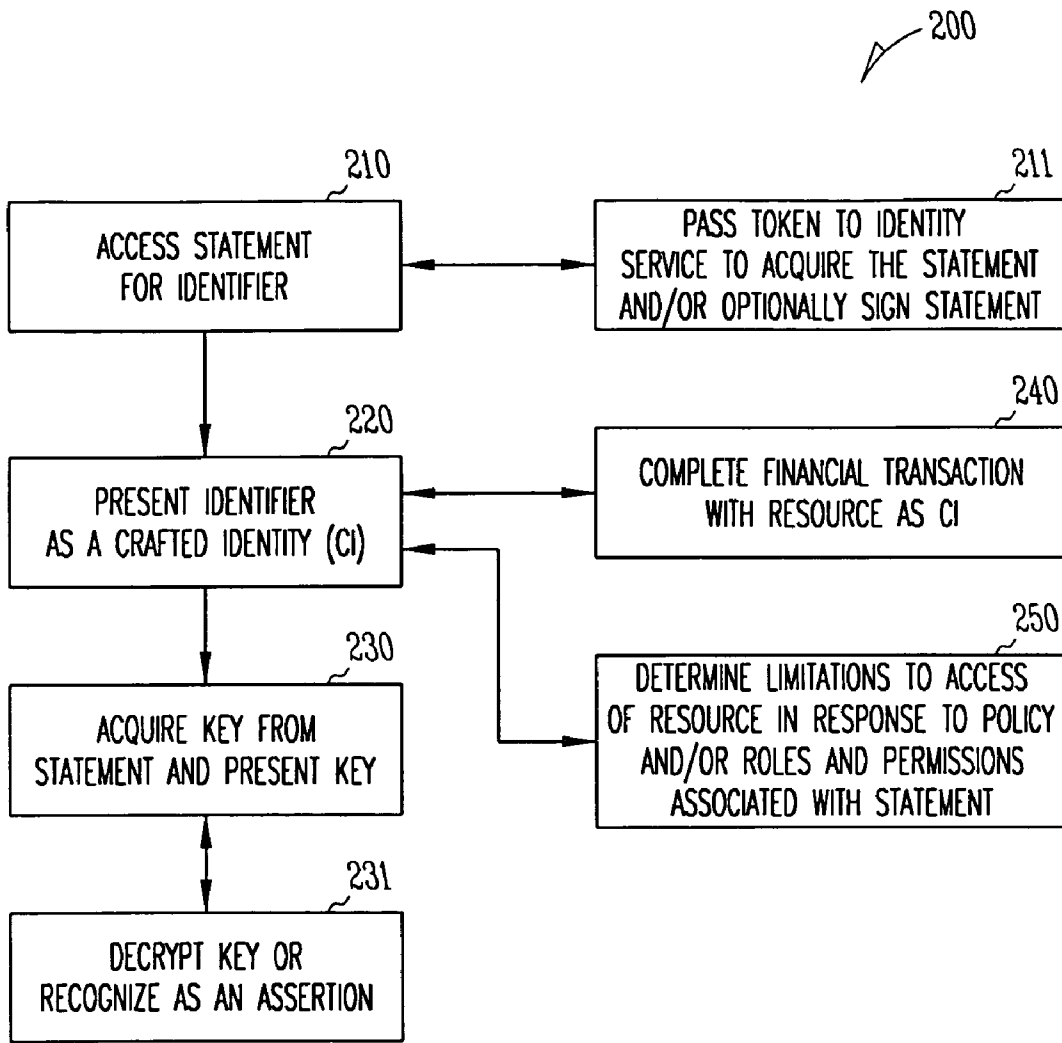 200
210
ACCESS STATEMENT
FOR IDENTIFIER
211
PASS TOKEN TO IDENTITY
SERVICE TO ACQUIRE THE STATEMENT
AND/OR OPTIONALLY SIGN STATEMENT
220
PRESENT IDENTIFIER
AS A CRAFTED IDENTITY (CI)
240
COMPLETE FINANCIAL TRANSACTION
WITH RESOURCE AS CI
230
ACQUIRE KEY FROM
STATEMENT AND PRESENT KEY
250
DETERMINE LIMITATIONS TO ACCESS
OF RESOURCE IN RESPONSE TO POLICY
AND/OR ROLES AND PERMISSIONS
ASSOCIATED WITH STATEMENT
231
DECRYPT KEY OR
RECOGNIZE AS AN ASSERTION